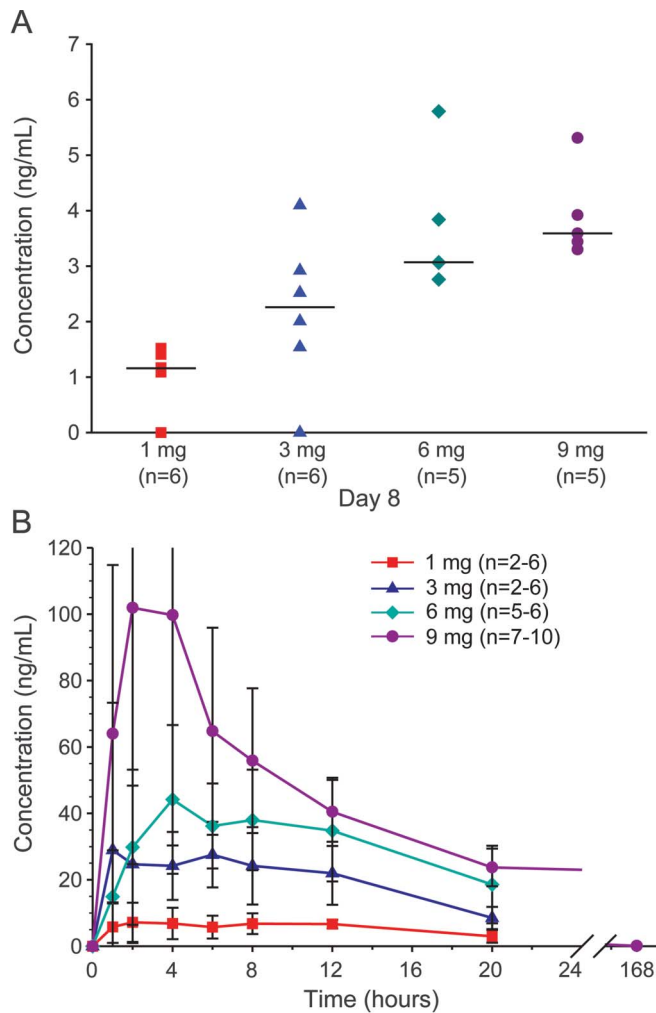 A
Concentration (ng/mL)
7
6
5
4
3
2
1
0
1 mg 3 mg 6 mg 9 mg
(n=6) (n=6) (n=5) (n=5)
Day 8
B
Concentration (ng/mL)
120
100
80
60
40
20
0
1 mg (n=2-6)
3 mg (n=2-6)
6 mg (n=5-6)
9 mg (n=7-10)
0 4 8 12 16 20 24 168
Time (hours)